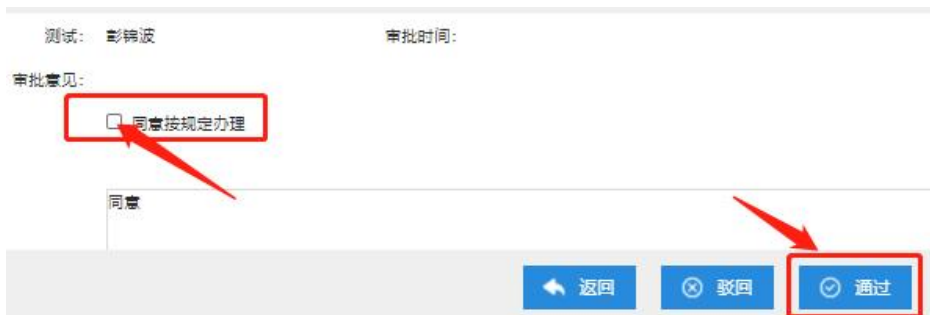 测试: 彭锦波 审批时间:
审批意见:
同意按规定办理
同意
返回 驳回 通过